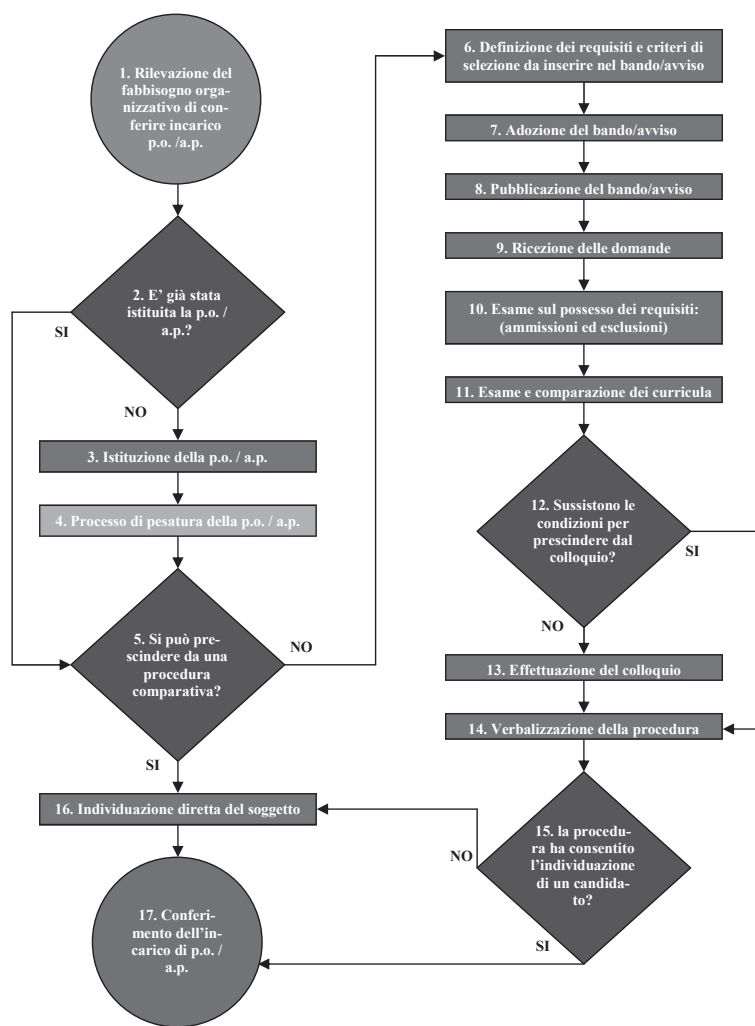 1. Rilevazione del
fabbisogno orga-
nizzativo di con-
ferire incarico
p.o. /a.p.
2. E’ già stata
istituita la p.o. /
a.p.?
SI
NO
3. Istituzione della p.o. / a.p.
4. Processo di pesatura della p.o. / a.p.
5. Si può pre-
scindere da una
procedura
comparativa?
NO
SI
6. Definizione dei requisiti e criteri di
selezione da inserire nel bando/avviso
7. Adozione del bando/avviso
8. Pubblicazione del bando/avviso
9. Ricezione delle domande
10. Esame sul possesso dei requisiti:
(ammissioni ed esclusioni)
11. Esame e comparazione dei curricula
12. Sussistono le
condizioni per
prescindere dal
colloquio?
SI
NO
13. Effettuazione del colloquio
14. Verbalizzazione della procedura
15. la procedu-
ra ha consentito
l’individuazione
di un candida-
to?
NO
SI
16. Individuazione diretta del soggetto
17. Conferi-
mento dell’in-
carico di p.o. /
a.p.